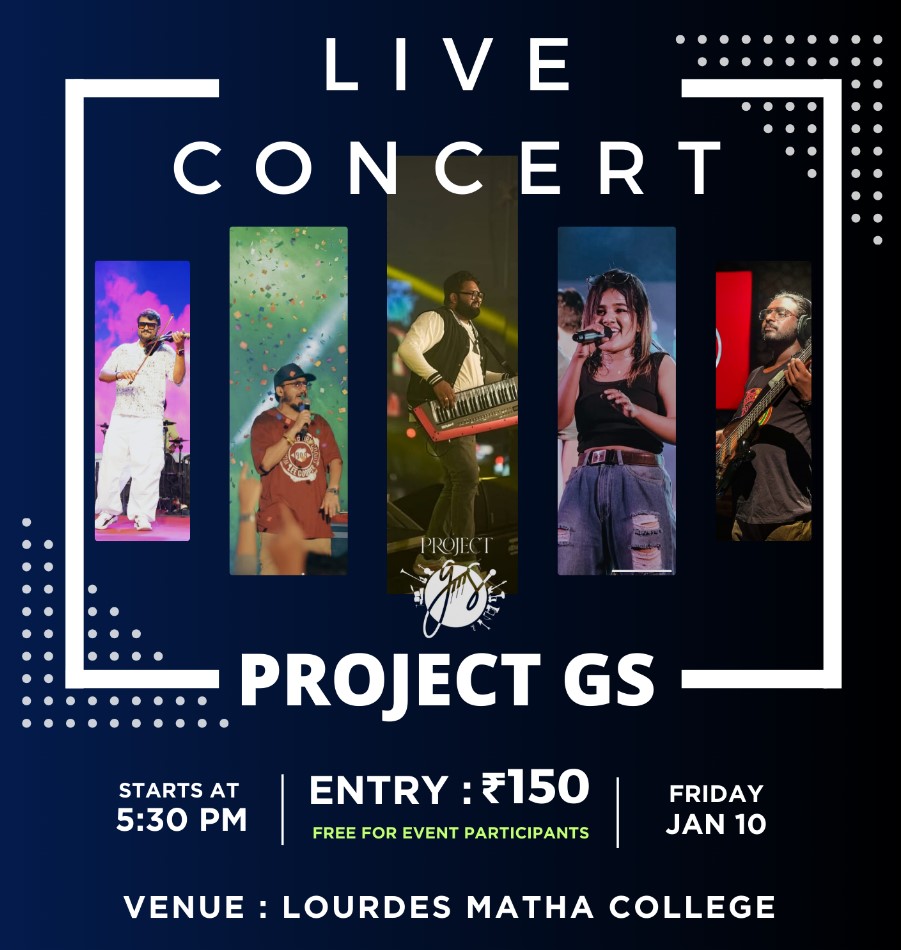 LIVE
CONCERT
PROJECT
gs
PROJECT GS
STARTS AT
5:30 PM
ENTRY : ₹150
FREE FOR EVENT PARTICIPANTS
FRIDAY
JAN 10
VENUE : LOURDES MATHA COLLEGE